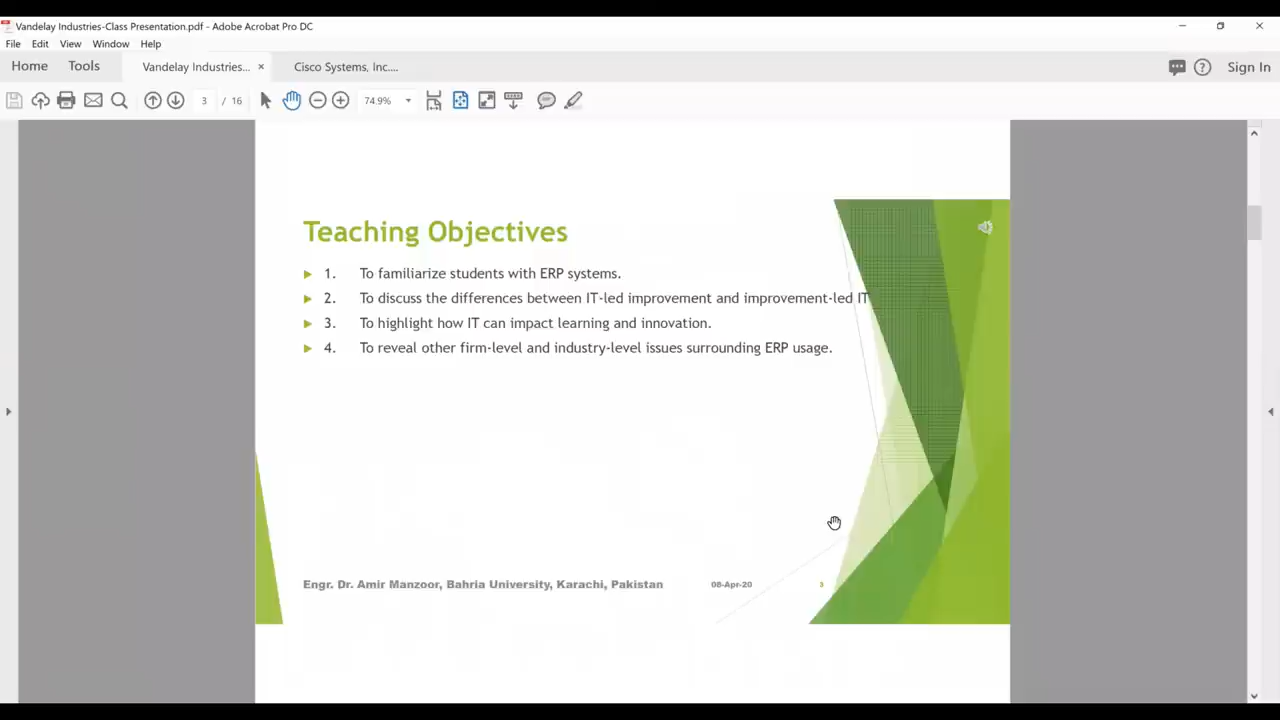 Vandelay Industries-Class Presentation.pdf - Adobe Acrobat Pro DC
File Edit View Window Help
Home Tools Vandelay Industries... × Cisco Systems, Inc.... Sign In
3 / 16 74.9%
Teaching Objectives
1. To familiarize students with ERP systems.
2. To discuss the differences between IT-led improvement and improvement-led IT
3. To highlight how IT can impact learning and innovation.
4. To reveal other firm-level and industry-level issues surrounding ERP usage.
Engr. Dr. Amir Manzoor, Bahria University, Karachi, Pakistan 08-Apr-20 3